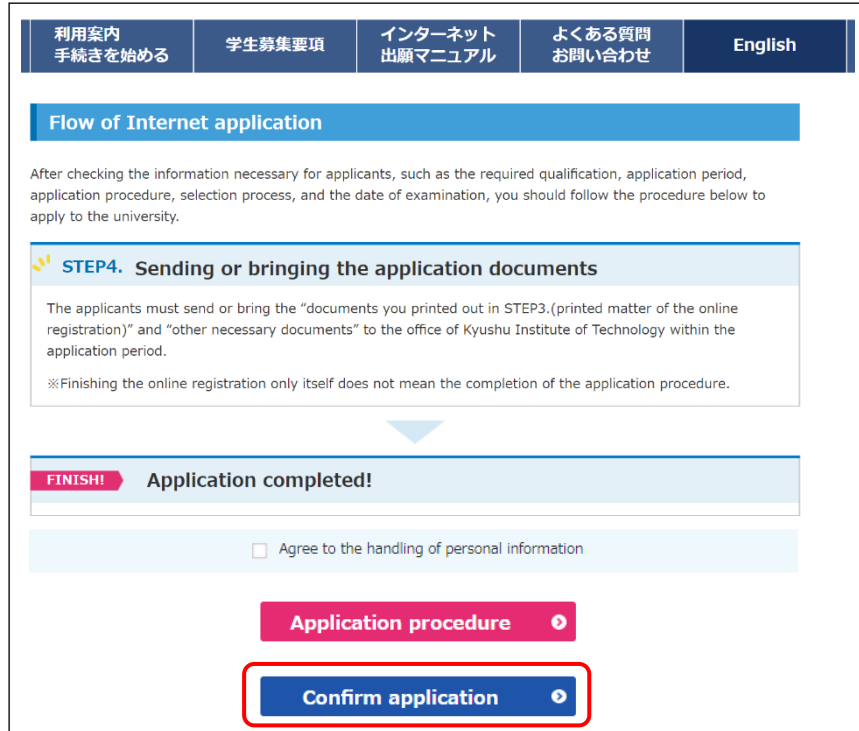 利用案内
手続きを始める
学生募集要項
インターネット
出願マニュアル
よくある質問
お問い合わせ
English
Flow of Internet application
After checking the information necessary for applicants, such as the required qualification, application period,
application procedure, selection process, and the date of examination, you should follow the procedure below to
apply to the university.
STEP4. Sending or bringing the application documents
The applicants must send or bring the “documents you printed out in STEP3.(printed matter of the online
registration)” and “other necessary documents” to the office of Kyushu Institute of Technology within the
application period.
※Finishing the online registration only itself does not mean the completion of the application procedure.
FINISH! Application completed!
Agree to the handling of personal information
Application procedure
Confirm application